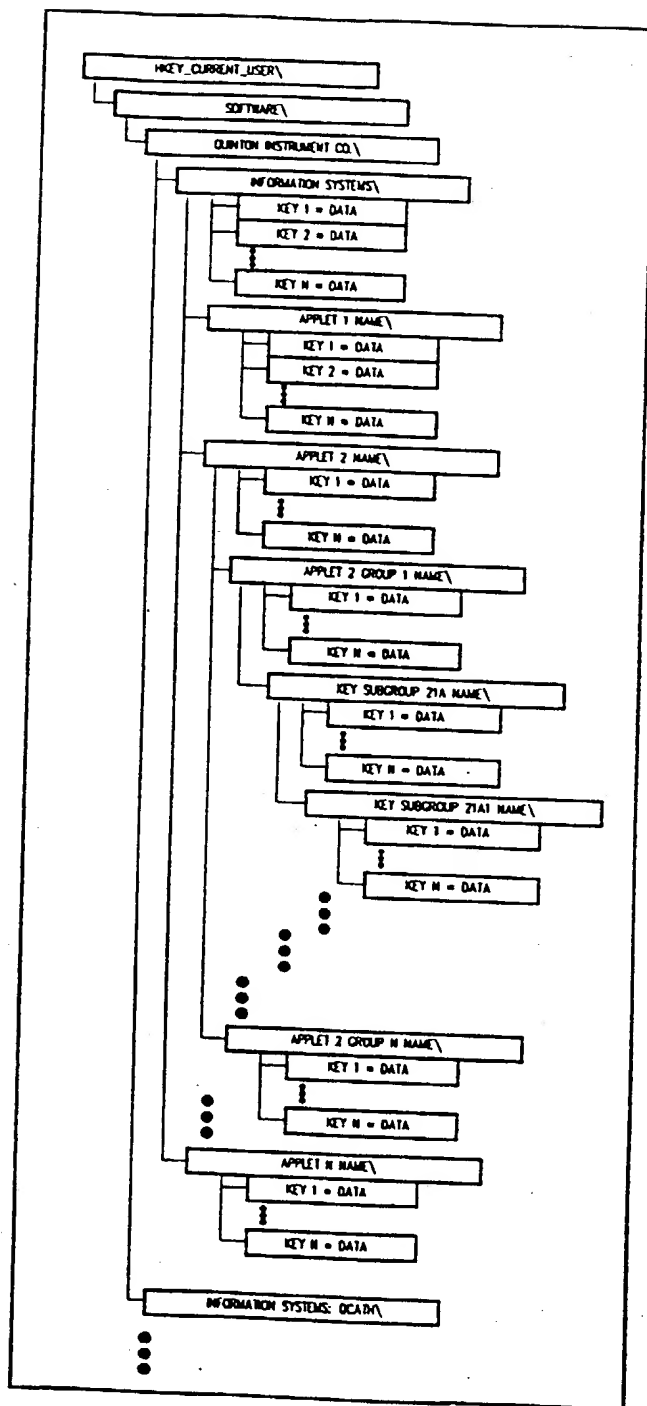 HKEY_CURRENT_USER\
SOFTWARE\
QUINTON INSTRUMENT CO.\
INFORMATION SYSTEMS\
KEY 1 = DATA
KEY 2 = DATA
KEY N = DATA
APPLET 1 NAME\
KEY 1 = DATA
KEY 2 = DATA
KEY N = DATA
APPLET 2 NAME\
KEY 1 = DATA
KEY N = DATA
APPLET 2 GROUP 1 NAME\
KEY 1 = DATA
KEY N = DATA
KEY SUBGROUP 21A NAME\
KEY 1 = DATA
KEY N = DATA
KEY SUBGROUP 21A1 NAME\
KEY 1 = DATA
KEY N = DATA
APPLET 2 GROUP N NAME\
KEY 1 = DATA
KEY N = DATA
APPLET N NAME\
KEY 1 = DATA
KEY N = DATA
INFORMATION SYSTEMS: QCATH\